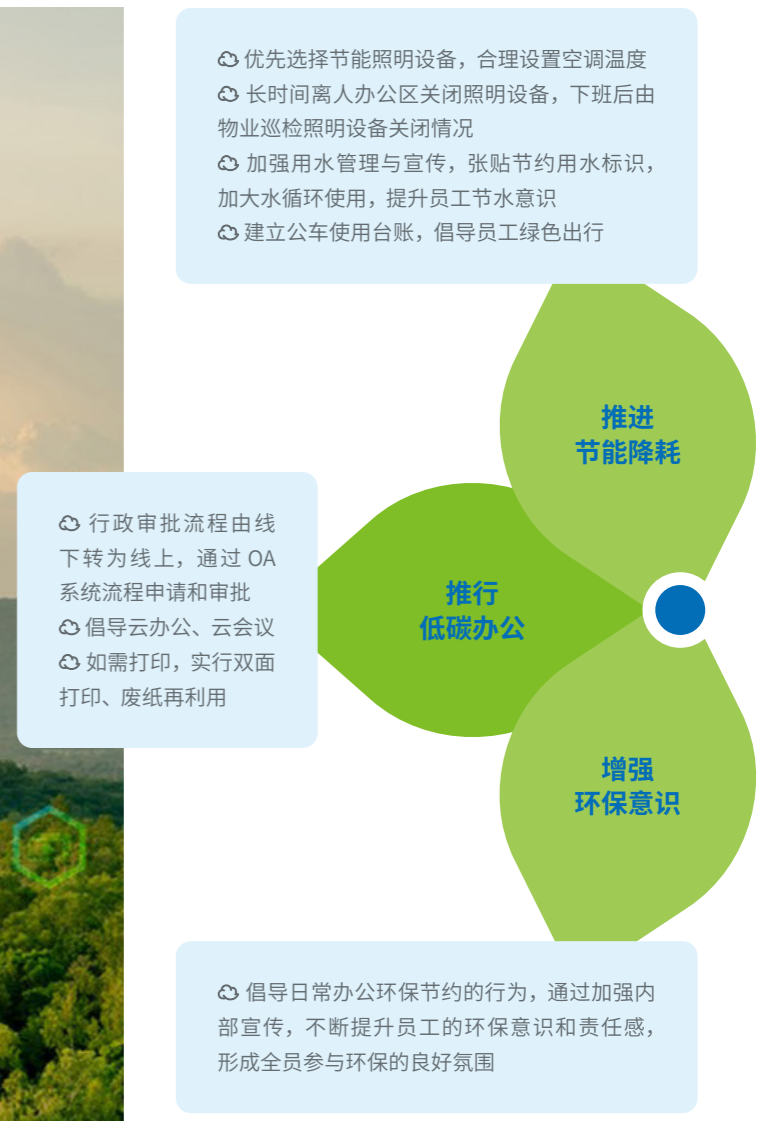 优先选择节能照明设备，合理设置空调温度
长时间离人办公区关闭照明设备，下班后由
物业巡检照明设备关闭情况
加强用水管理与宣传，张贴节约用水标识，
加大水循环使用，提升员工节水意识
建立公车使用台账，倡导员工绿色出行
推进
节能降耗
行政审批流程由线
下转为线上，通过 OA
系统流程申请和审批
倡导云办公、云会议
如需打印，实行双面
打印、废纸再利用
推行
低碳办公
增强
环保意识
倡导日常办公环保节约的行为，通过加强内
部宣传，不断提升员工的环保意识和责任感，
形成全员参与环保的良好氛围